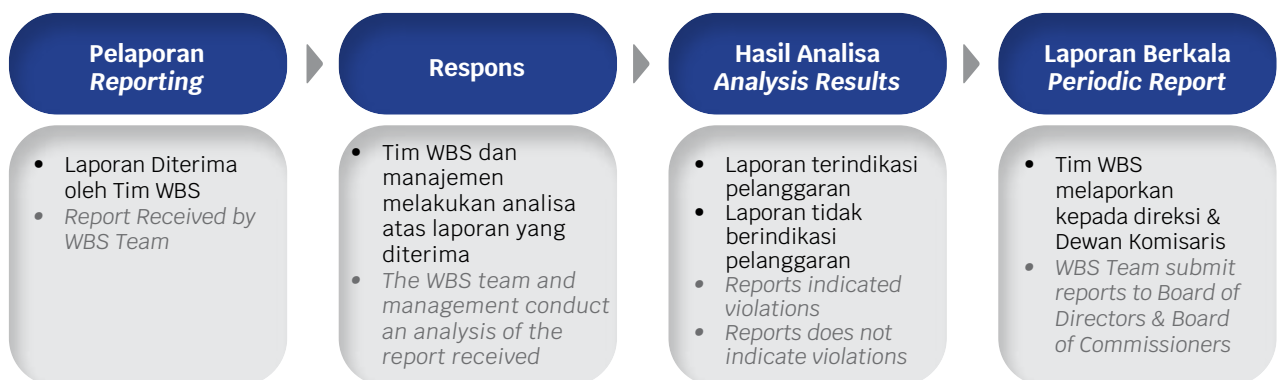 Pelaporan
Reporting
• Laporan Diterima
oleh Tim WBS
• Report Received by
WBS Team
Respons
• Tim WBS dan
manajemen
melakukan analisa
atas laporan yang
diterima
• The WBS team and
management conduct
an analysis of the
report received
Hasil Analisa
Analysis Results
• Laporan terindikasi
pelanggaran
• Laporan tidak
berindikasi
pelanggaran
• Reports indicated
violations
• Reports does not
indicate violations
Laporan Berkala
Periodic Report
• Tim WBS
melaporkan
kepada direksi &
Dewan Komisaris
• WBS Team submit
reports to Board of
Directors & Board
of Commissioners